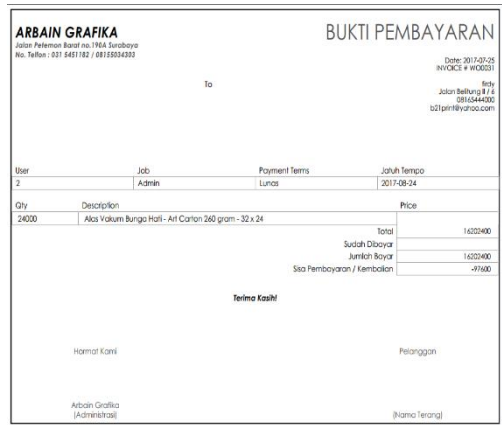 ARBAIN GRAFIKA
BUKTI PEMBAYARAN
Jalan Petemon Barat no.190A Surabaya
No. Telfon : 031 5451182 / 08155034303
Date: 2017-07-25
INVOICE # WO0031
To
firdy
Jalan Belitung II / 6
08165444000
b21print@yahoo.com
User Job Payment Terms Jatuh Tempo
2 Admin Lunas 2017-08-24
Qty Description Price
24000 Alas Vakum Bunga Hati - Art Carton 260 gram - 32 x 24
Total 16202400
Sudah Dibayar
Jumlah Bayar 16202400
Sisa Pembayaran / Kembalian -97600
Terima Kasih!
Hormat Kami Pelanggan
Arbain Grafika
(Administrasi) (Nama Terang)